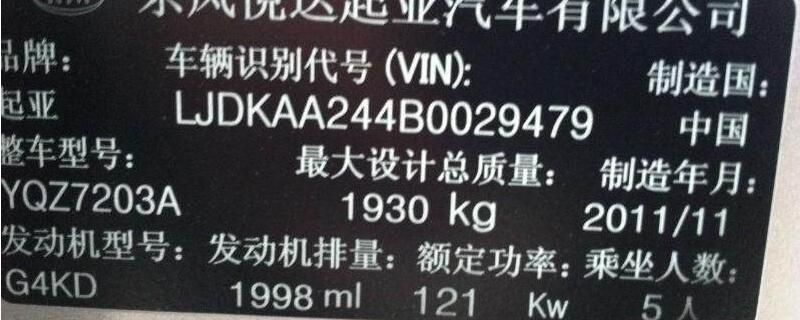 东风悦达起亚汽车有限公司
品牌: 车辆识别代号(VIN): 制造国:
起亚 LJDKAA244B0029479 中国
整车型号: 最大设计总质量: 制造年月:
YQZ7203A 1930 kg 2011/11
发动机型号: 发动机排量: 额定功率: 乘坐人数:
G4KD 1998 ml 121 Kw 5人